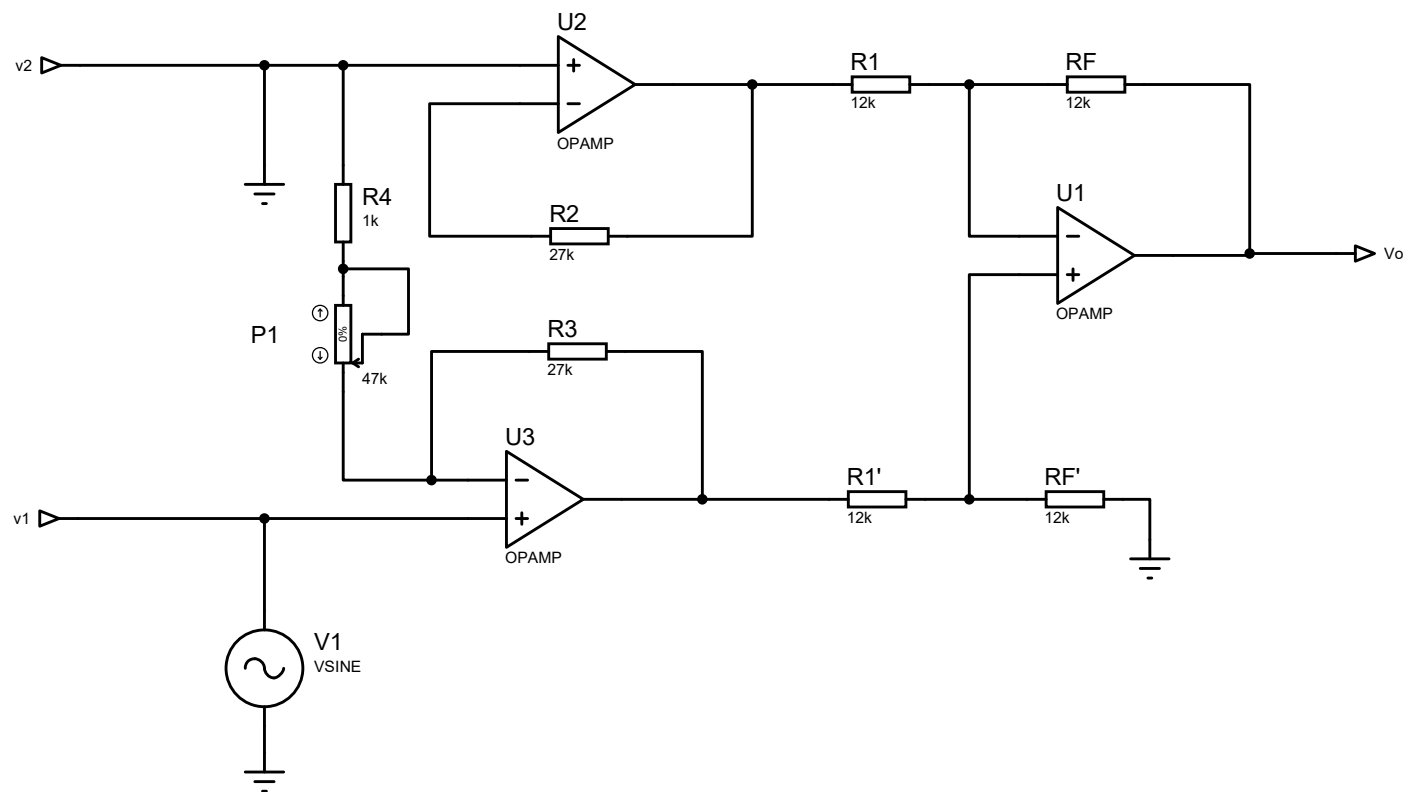 U2
v2
OPAMP
R1
12k
RF
12k
R4
1k
R2
27k
U1
OPAMP
Vo
P1
0%
47k
R3
27k
U3
OPAMP
R1'
12k
RF'
12k
v1
V1
VSINE